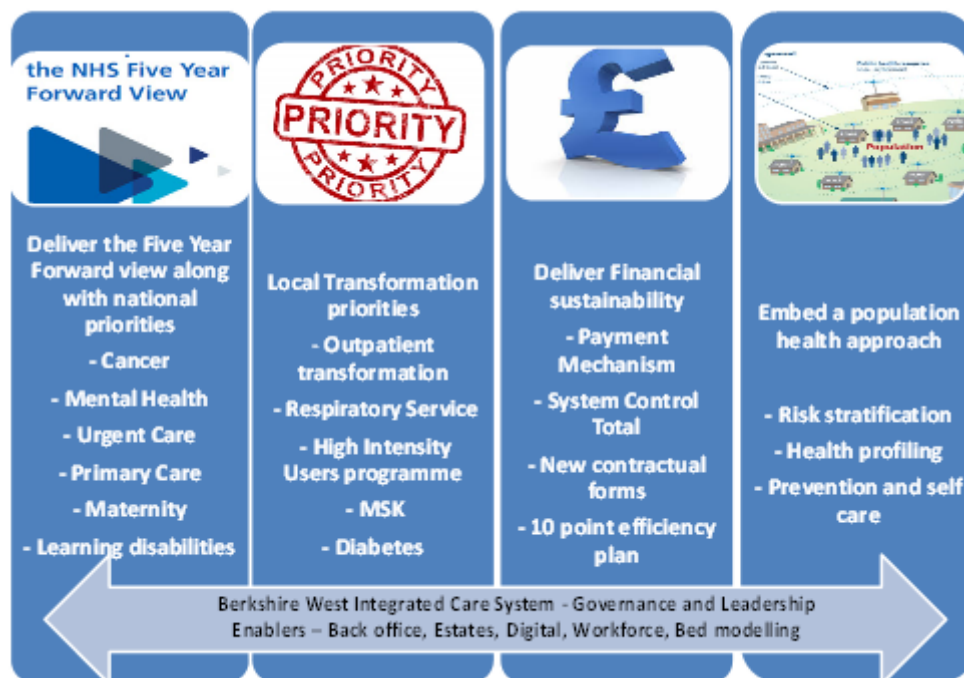 the NHS Five Year
Forward View
Deliver the Five Year
Forward view along
with national
priorities
- Cancer
- Mental Health
- Urgent Care
- Primary Care
- Maternity
- Learning disabilities
PRIORITY
PRIORITY
PRIORITY
Local Transformation
priorities
- Outpatient
transformation
- Respiratory Service
- High Intensity
Users programme
- MSK
- Diabetes
Deliver Financial
sustainability
- Payment
Mechanism
- System Control
Total
- New contractual
forms
- 10 point efficiency
plan
Population
Embed a population
health approach
- Risk stratification
- Health profiling
- Prevention and self
care
Berkshire West Integrated Care System - Governance and Leadership
Enablers – Back office, Estates, Digital, Workforce, Bed modelling